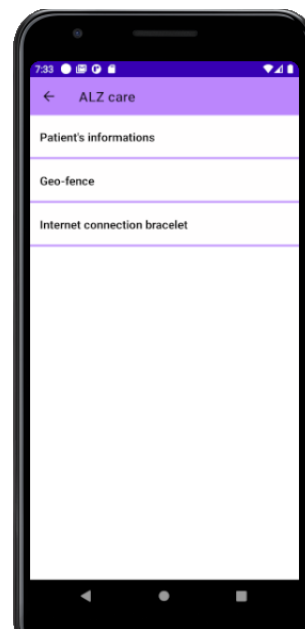 7:33
ALZ care
Patient's informations
Geo-fence
Internet connection bracelet